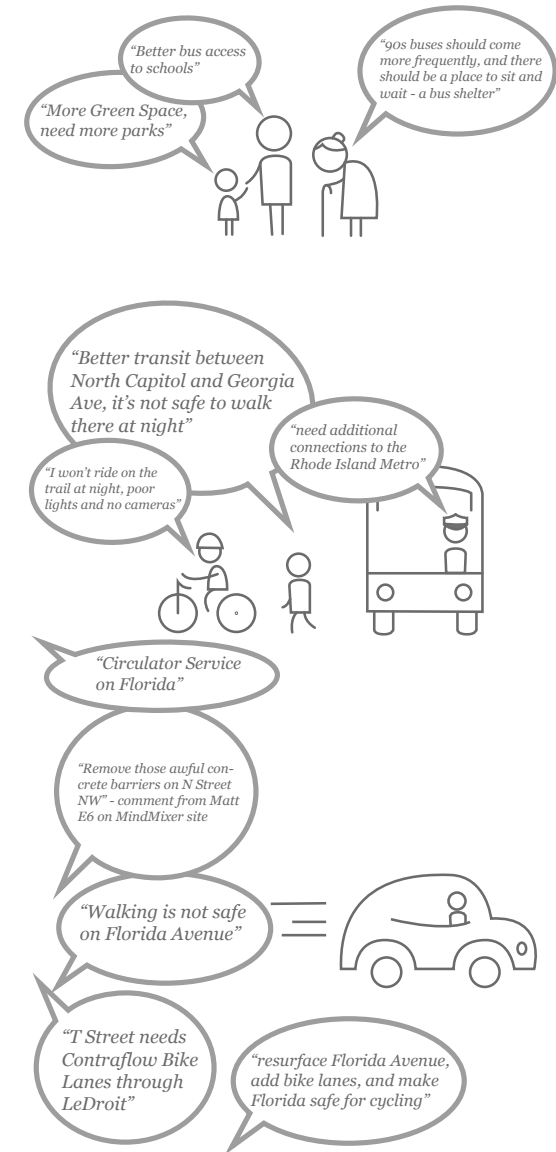 “Better bus access
to schools”
“90s buses should come
more frequently, and there
should be a place to sit and
wait - a bus shelter”
“More Green Space,
need more parks”
“Better transit between
North Capitol and Georgia
Ave, it’s not safe to walk
there at night”
“need additional
connections to the
Rhode Island Metro”
“I won’t ride on the
trail at night, poor
lights and no cameras”
“Circulator Service
on Florida”
“Remove those awful con-
crete barriers on N Street
NW” - comment from Matt
E6 on MindMixer site
“Walking is not safe
on Florida Avenue”
“T Street needs
Contraflow Bike
Lanes through
LeDroit”
“resurface Florida Avenue,
add bike lanes, and make
Florida safe for cycling”